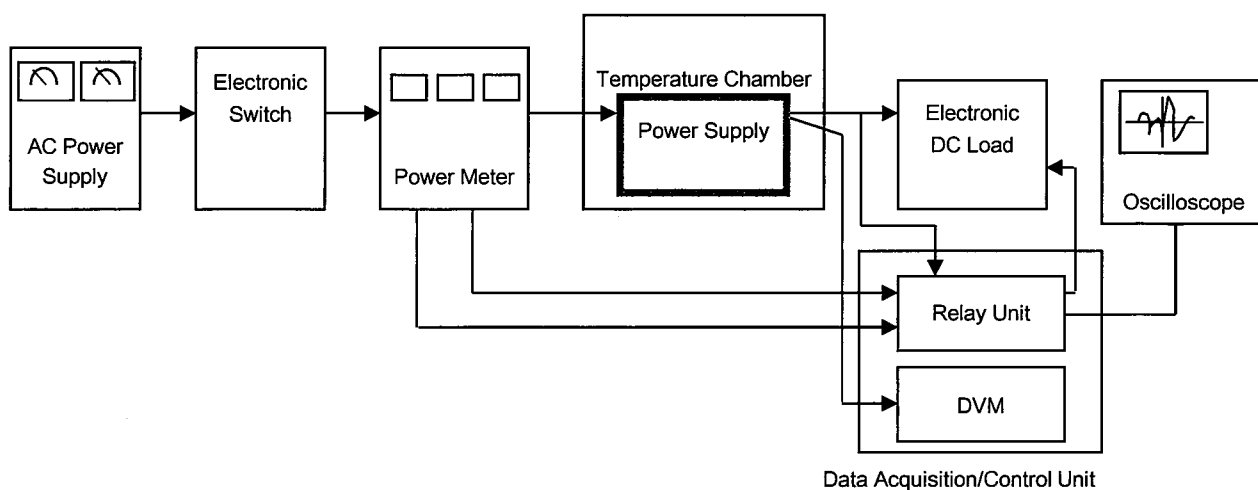 AC Power
Supply
Electronic
Switch
Power Meter
Temperature Chamber
Power Supply
Electronic
DC Load
Oscilloscope
Relay Unit
DVM
Data Acquisition/Control Unit